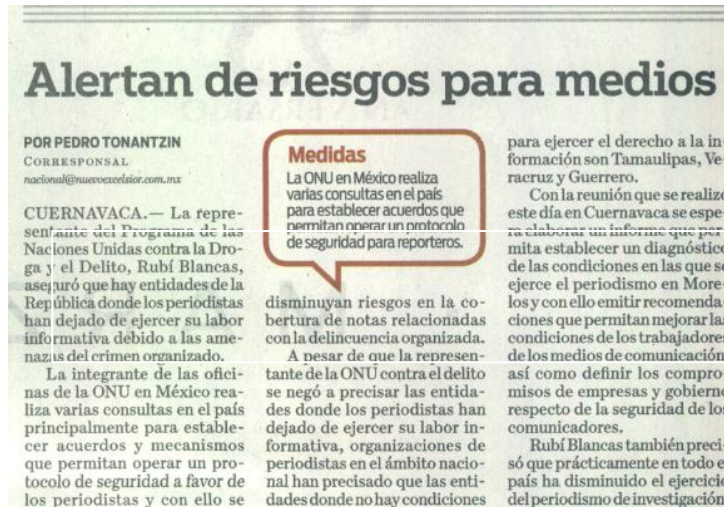 Alertan de riesgos para medios
POR PEDRO TONANTZIN
CORRESPONSAL
nacional@nuevoexcelsior.com.mx
CUERNAVACA.— La repre-
sentante del Programa de las
Naciones Unidas contra la Dro-
ga y el Delito, Rubí Blancas,
aseguró que hay entidades de la
República donde los periodistas
han dejado de ejercer su labor
informativa debido a las ame-
nazas del crimen organizado.
La integrante de las ofici-
nas de la ONU en México rea-
liza varias consultas en el país
principalmente para estable-
cer acuerdos y mecanismos
que permitan operar un pro-
tocolo de seguridad a favor de
los periodistas y con ello se
Medidas
La ONU en México realiza
varias consultas en el país
para establecer acuerdos que
permitan operar un protocolo
de seguridad para reporteros.
disminuyan riesgos en la co-
bertura de notas relacionadas
con la delincuencia organizada.
A pesar de que la represen-
tante de la ONU contra el delito
se negó a precisar las entida-
des donde los periodistas han
dejado de ejercer su labor in-
formativa, organizaciones de
periodistas en el ámbito nacio-
nal han precisado que las enti-
dades donde no hay condiciones
para ejercer el derecho a la in-
formación son Tamaulipas, Ve-
racruz y Guerrero.
Con la reunión que se realizó
este día en Cuernavaca se espe-
ra elaborar un informe que per-
mita establecer un diagnóstico
de las condiciones en las que se
ejerce el periodismo en More-
los y con ello emitir recomenda-
ciones que permitan mejorar las
condiciones de los trabajadores
de los medios de comunicación
así como definir los compro-
misos de empresas y gobierno
respecto de la seguridad de los
comunicadores.
Rubí Blancas también preci-
só que prácticamente en todo el
país ha disminuido el ejercicio
del periodismo de investigación